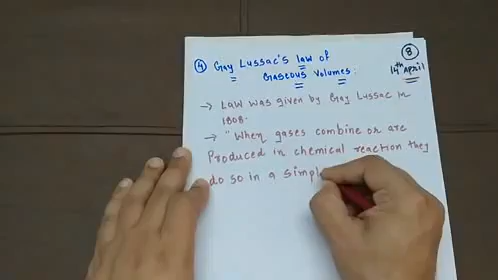 ④ Gay Lussac's law of
Gaseous Volumes:
8
14th April
→ Law was given by Gay Lussac in
1808.
→ "When gases combine or are
Produced in chemical reaction they
do so in a simpl